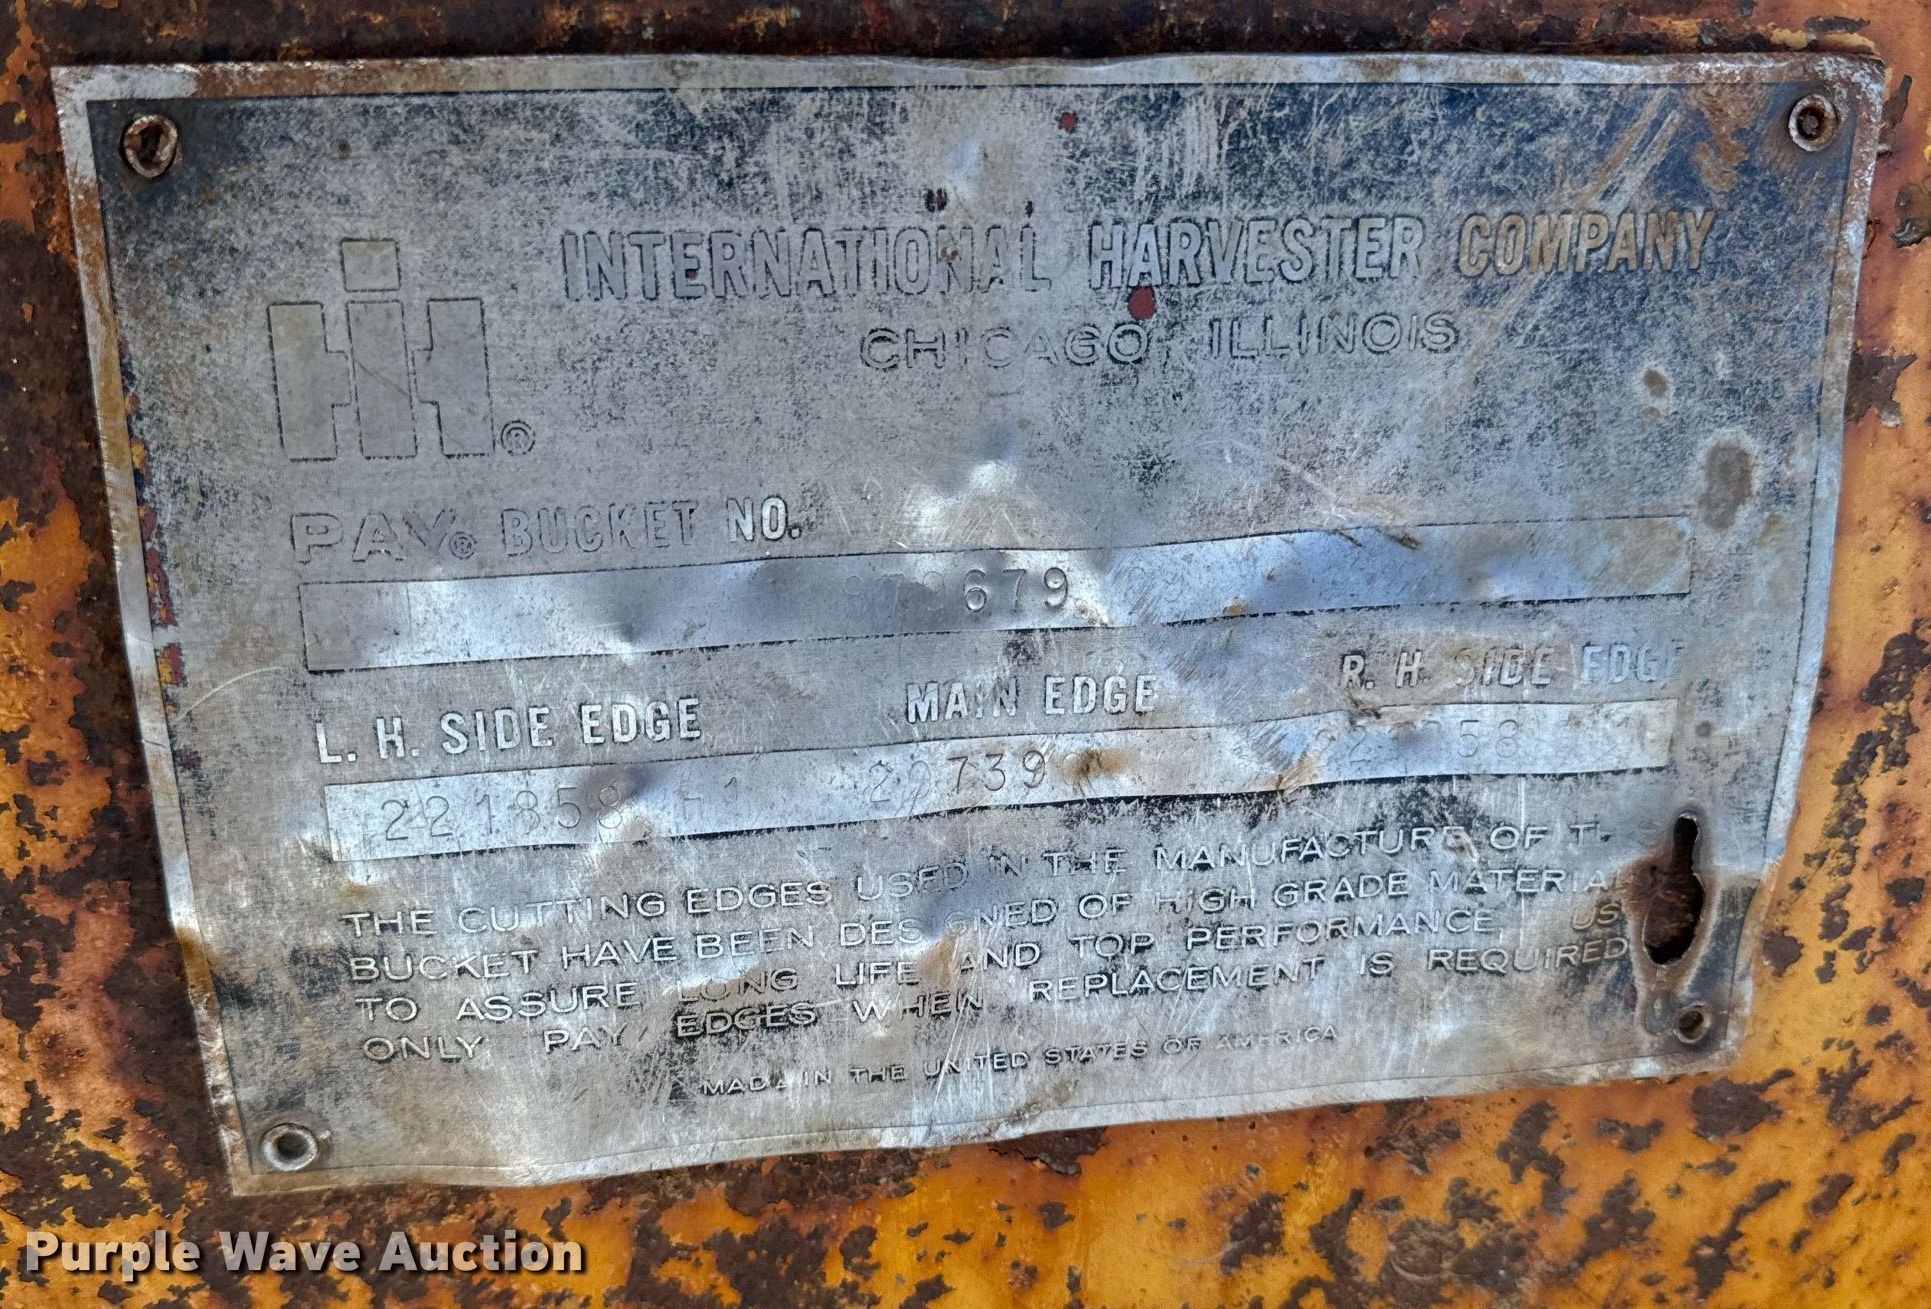 INTERNATIONAL HARVESTER COMPANY
CHICAGO, ILLINOIS
®
PAY® BUCKET NO.
L. H. SIDE EDGE MAIN EDGE R. H. SIDE EDGE
221858
THE CUTTING EDGES USED IN THE MANUFACTURE OF
BUCKET HAVE BEEN DESIGNED OF HIGH GRADE MATERIAL
TO ASSURE LONG LIFE AND TOP PERFORMANCE,
ONLY PAY EDGES WHEN REPLACEMENT IS REQUIRED
MADE IN THE UNITED STATES OF AMERICA
Purple Wave Auction